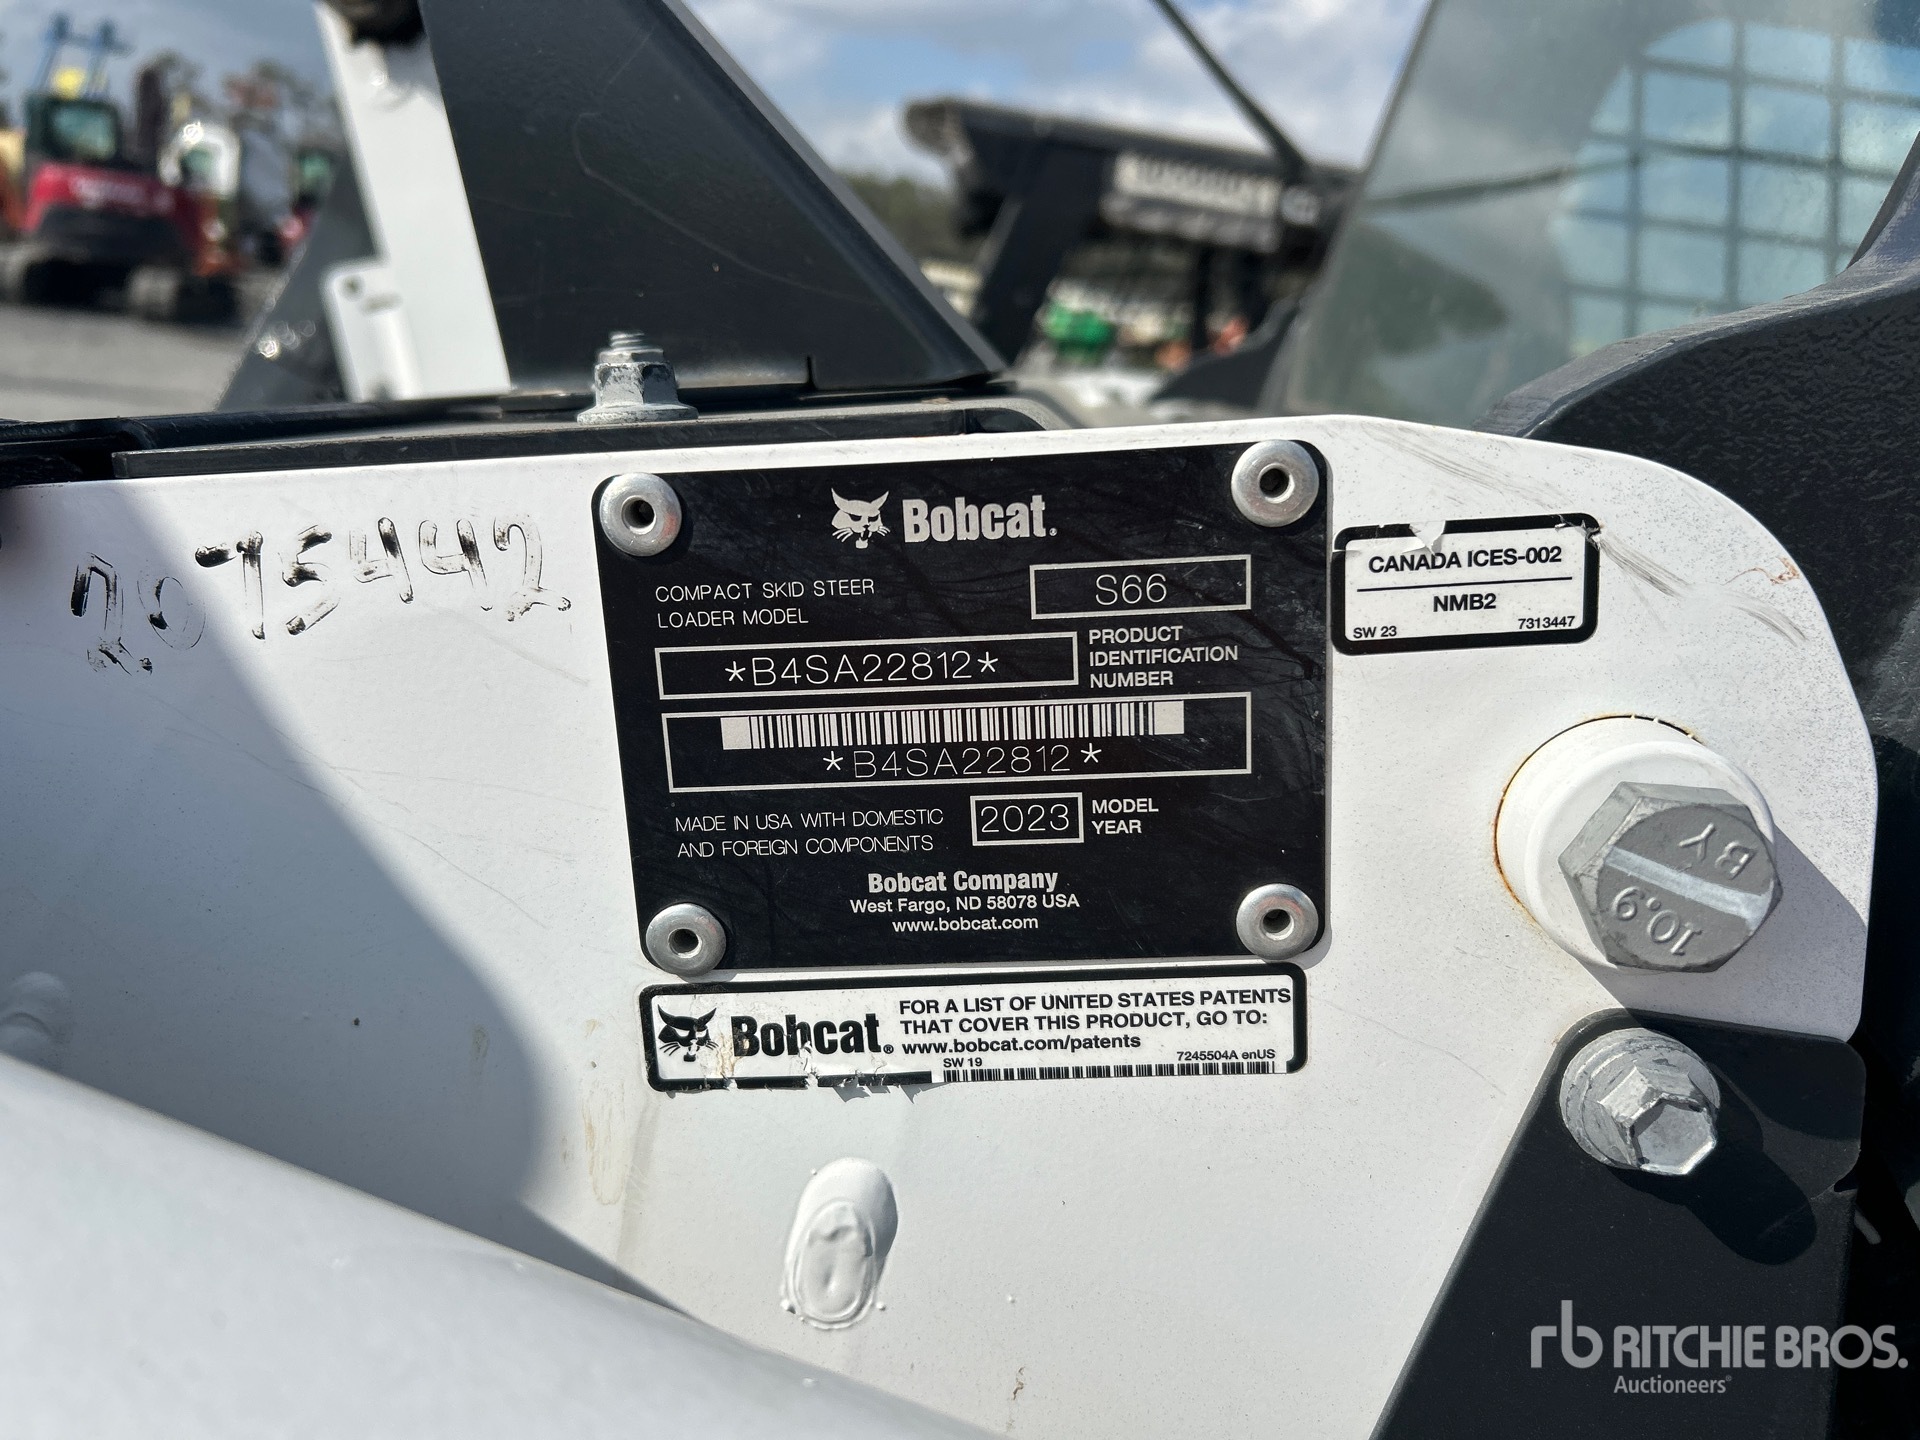 Bobcat®
COMPACT SKID STEER
LOADER MODEL
S66
*B4SA22812*
PRODUCT
IDENTIFICATION
NUMBER
*B4SA22812*
MADE IN USA WITH DOMESTIC
AND FOREIGN COMPONENTS
2023
MODEL
YEAR
Bobcat Company
West Fargo, ND 58078 USA
www.bobcat.com
CANADA ICES-002
NMB2
SW 23
7313447
BY
10.9
Bobcat®
FOR A LIST OF UNITED STATES PATENTS
THAT COVER THIS PRODUCT, GO TO:
www.bobcat.com/patents
SW 19
7245504A enUS
rb RITCHIE BROS.
Auctioneers®